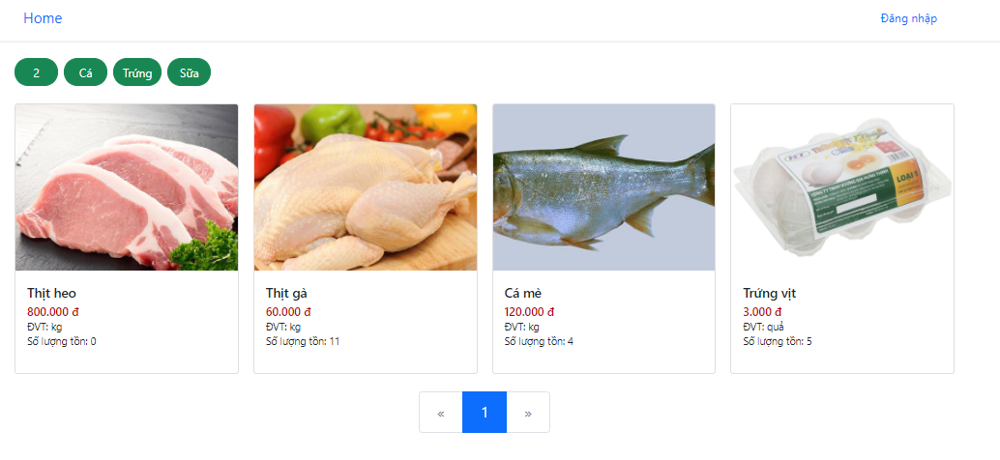 Home
Đăng nhập
2
Cá
Trứng
Sữa
LOẠI 1
Thịt heo
800.000 đ
ĐVT: kg
Số lượng tồn: 0
Thịt gà
60.000 đ
ĐVT: kg
Số lượng tồn: 11
Cá mè
120.000 đ
ĐVT: kg
Số lượng tồn: 4
Trứng vịt
3.000 đ
ĐVT: quả
Số lượng tồn: 5
«
1
»